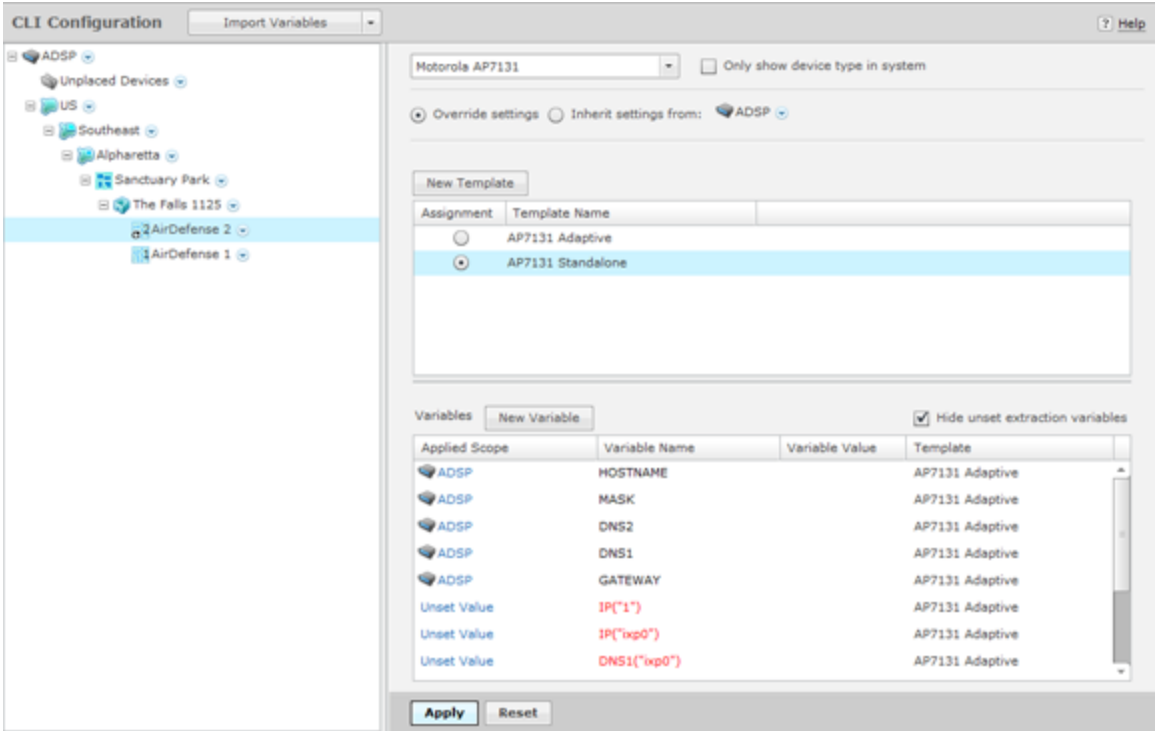 CLI Configuration Import Variables ? Help
ADSP
Unplaced Devices
US
Southeast
Alpharetta
Sanctuary Park
The Falls 1125
2 AirDefense 2
1 AirDefense 1
Motorola AP7131 Only show device type in system
Override settings Inherit settings from: ADSP
New Template
Assignment Template Name
AP7131 Adaptive
AP7131 Standalone
Variables New Variable Hide unset extraction variables
Applied Scope Variable Name Variable Value Template
ADSP HOSTNAME AP7131 Adaptive
ADSP MASK AP7131 Adaptive
ADSP DNS2 AP7131 Adaptive
ADSP DNS1 AP7131 Adaptive
ADSP GATEWAY AP7131 Adaptive
Unset Value IP("1") AP7131 Adaptive
Unset Value IP("ixp0") AP7131 Adaptive
Unset Value DNS1("ixp0") AP7131 Adaptive
Apply Reset